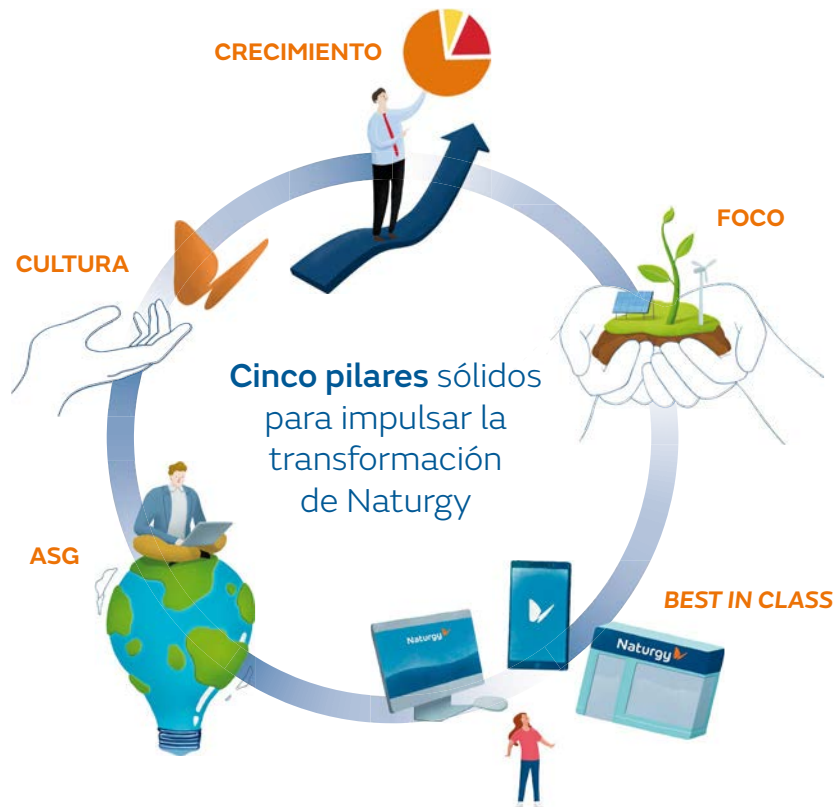 CRECIMIENTO
FOCO
CULTURA
Cinco pilares sólidos
para impulsar la
transformación
de Naturgy
ASG
BEST IN CLASS
Naturgy
Naturgy